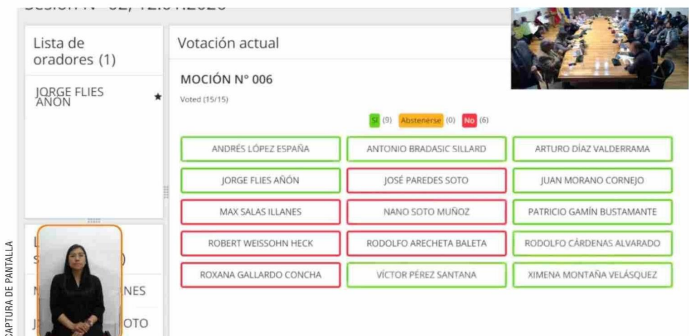 Lista de
oradores (1)
JORGE FLIES
AÑÓN
Votación actual
MOCIÓN N° 006
Voted (15/15)
Sí (9) Abstenerse (0) No (6)
ANDRÉS LÓPEZ ESPAÑA
ANTONIO BRADASIC SILLARD
ARTURO DÍAZ VALDERRAMA
JORGE FLIES AÑÓN
JOSÉ PAREDES SOTO
JUAN MORANO CORNEJO
MAX SALAS ILLANES
NANO SOTO MUÑOZ
PATRICIO GAMÍN BUSTAMANTE
ROBERT WEISSOHN HECK
RODOLFO ARECHETA BALETA
RODOLFO CÁRDENAS ALVARADO
ROXANA GALLARDO CONCHA
VÍCTOR PÉREZ SANTANA
XIMENA MONTAÑA VELÁSQUEZ
NES
OTO
CAPTURA DE PANTALLA